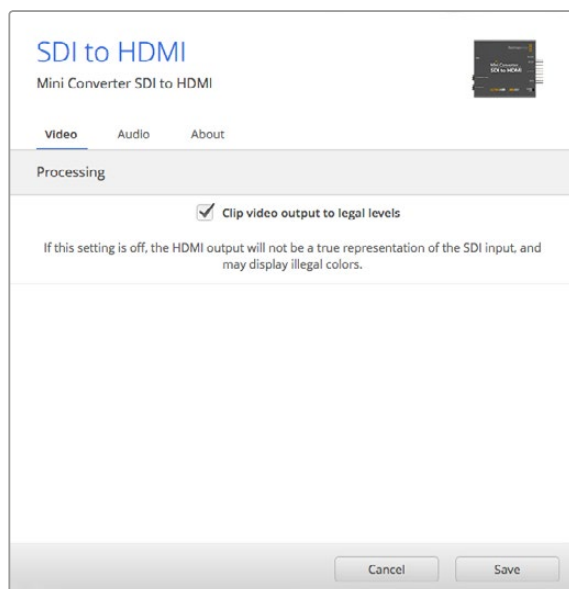 SDI to HDMI
Mini Converter SDI to HDMI
Video Audio About
Processing
Clip video output to legal levels
If this setting is off, the HDMI output will not be a true representation of the SDI input, and
may display illegal colors.
Cancel Save